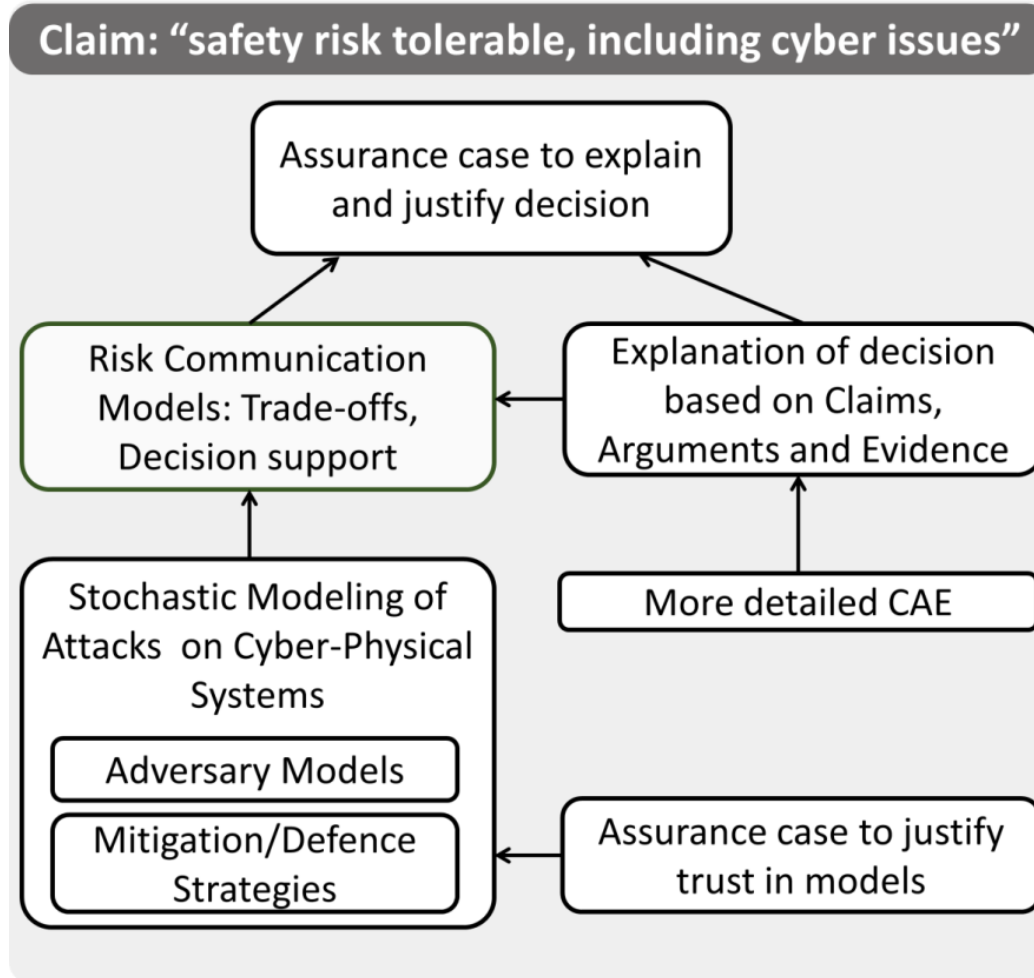 Claim: “safety risk tolerable, including cyber issues”
Assurance case to explain
and justify decision
Risk Communication
Models: Trade-offs,
Decision support
Explanation of decision
based on Claims,
Arguments and Evidence
Stochastic Modeling of
Attacks on Cyber-Physical
Systems
More detailed CAE
Adversary Models
Mitigation/Defence
Strategies
Assurance case to justify
trust in models